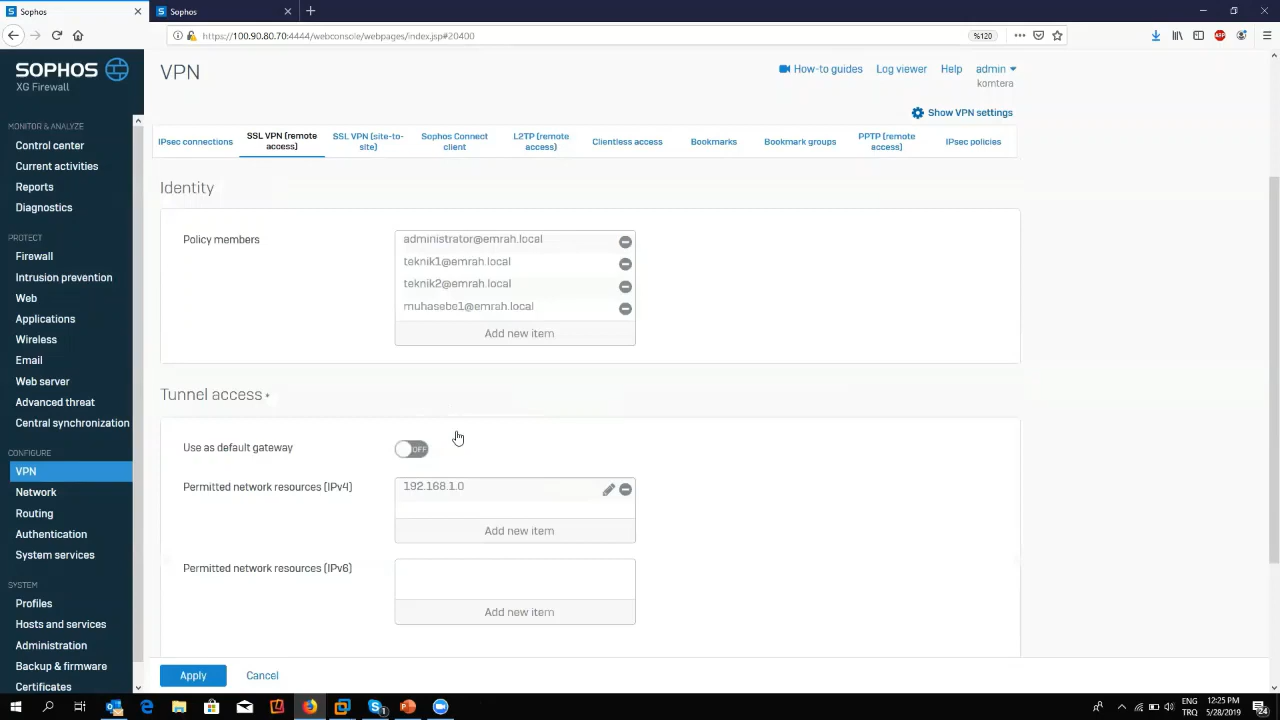 Sophos
Sophos
https://100.90.80.70:4444/webconsole/webpages/index.jsp#20400
%120
SOPHOS
XG Firewall
MONITOR & ANALYZE
Control center
Current activities
Reports
Diagnostics
PROTECT
Firewall
Intrusion prevention
Web
Applications
Wireless
Email
Web server
Advanced threat
Central synchronization
CONFIGURE
VPN
Network
Routing
Authentication
System services
SYSTEM
Profiles
Hosts and services
Administration
Backup & firmware
Certificates
VPN
How-to guides
Log viewer
Help
admin
komtera
Show VPN settings
IPsec connections
SSL VPN (remote
access)
SSL VPN (site-to-
site)
Sophos Connect
client
L2TP (remote
access)
Clientless access
Bookmarks
Bookmark groups
PPTP (remote
access)
IPsec policies
Identity
Policy members
administrator@emrah.local
teknik1@emrah.local
teknik2@emrah.local
muhasebe1@emrah.local
Add new item
Tunnel access *
Use as default gateway
OFF
Permitted network resources (IPv4)
192.168.1.0
Add new item
Permitted network resources (IPv6)
Add new item
Apply
Cancel
ENG
TRQ
12:25 PM
5/28/2019
24